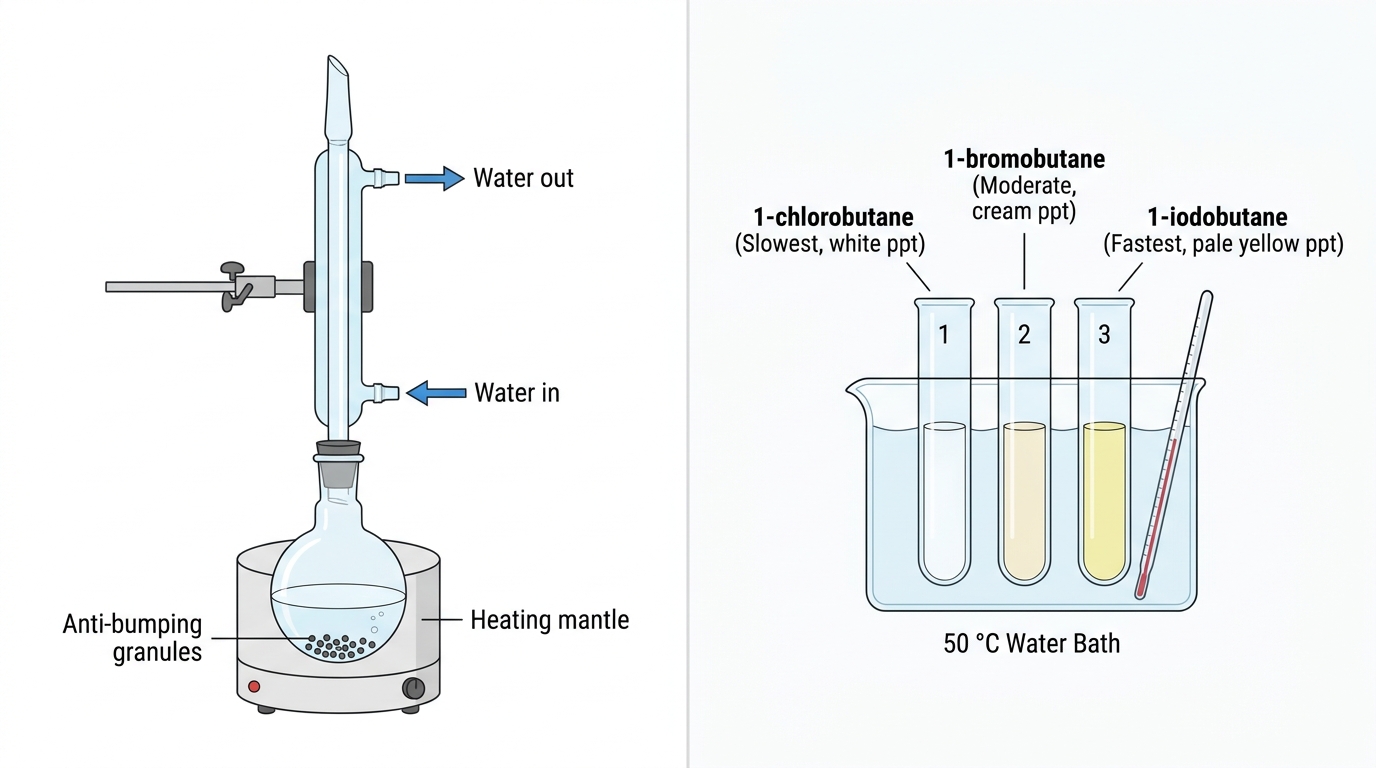 Water out
Water in
Anti-bumping
granules
Heating mantle
1-bromobutane
(Moderate,
cream ppt)
1-chlorobutane
(Slowest, white ppt)
1-iodobutane
(Fastest, pale yellow ppt)
1
2
3
50 °C Water Bath